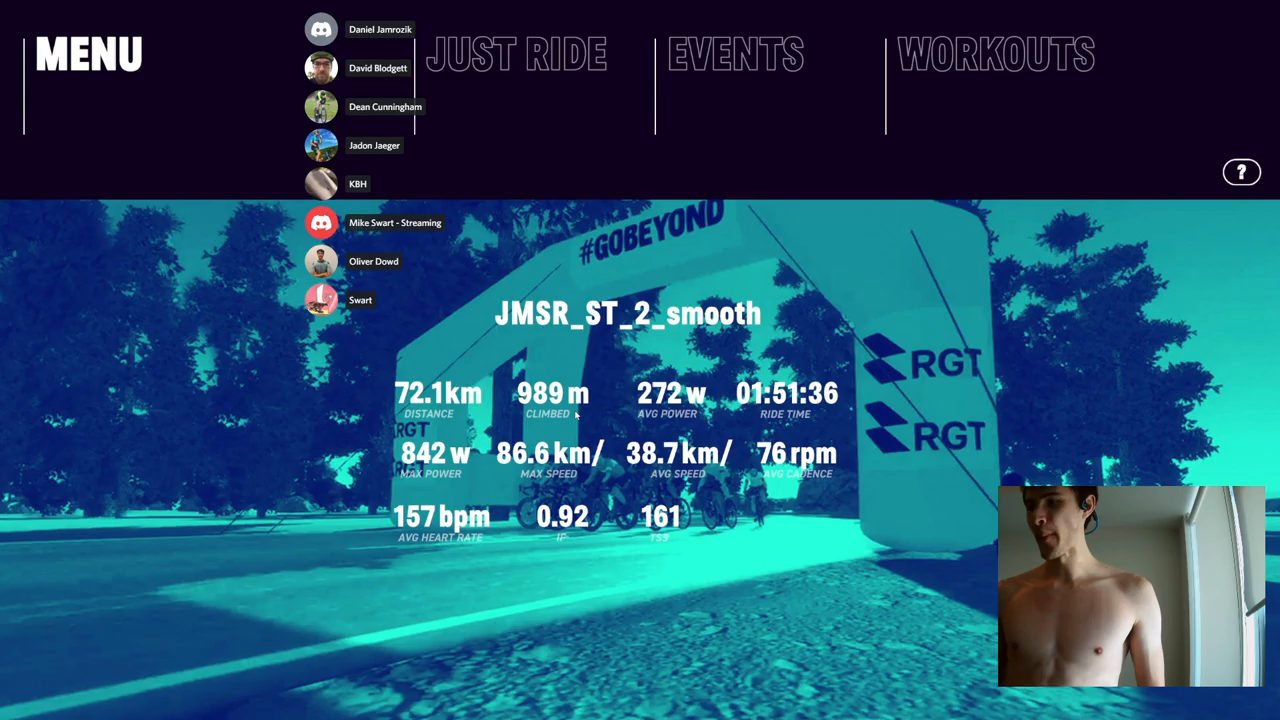 MENU
JUST RIDE
EVENTS
WORKOUTS
Daniel Jamrozik
David Blodgett
Dean Cunningham
Jadon Jaeger
KBH
Mike Swart - Streaming
Oliver Dowd
Swart
?
#GOBEYOND
JMSR_ST_2_smooth
RGT
RGT
RGT
72.1 km
989 m
272 w
01:51:36
DISTANCE
CLIMBED
AVG POWER
RIDE TIME
842 w
86.6 km/
38.7 km/
76 rpm
MAX POWER
MAX SPEED
AVG SPEED
AVG CADENCE
157 bpm
0.92
161
AVG HEART RATE
IF
TSS